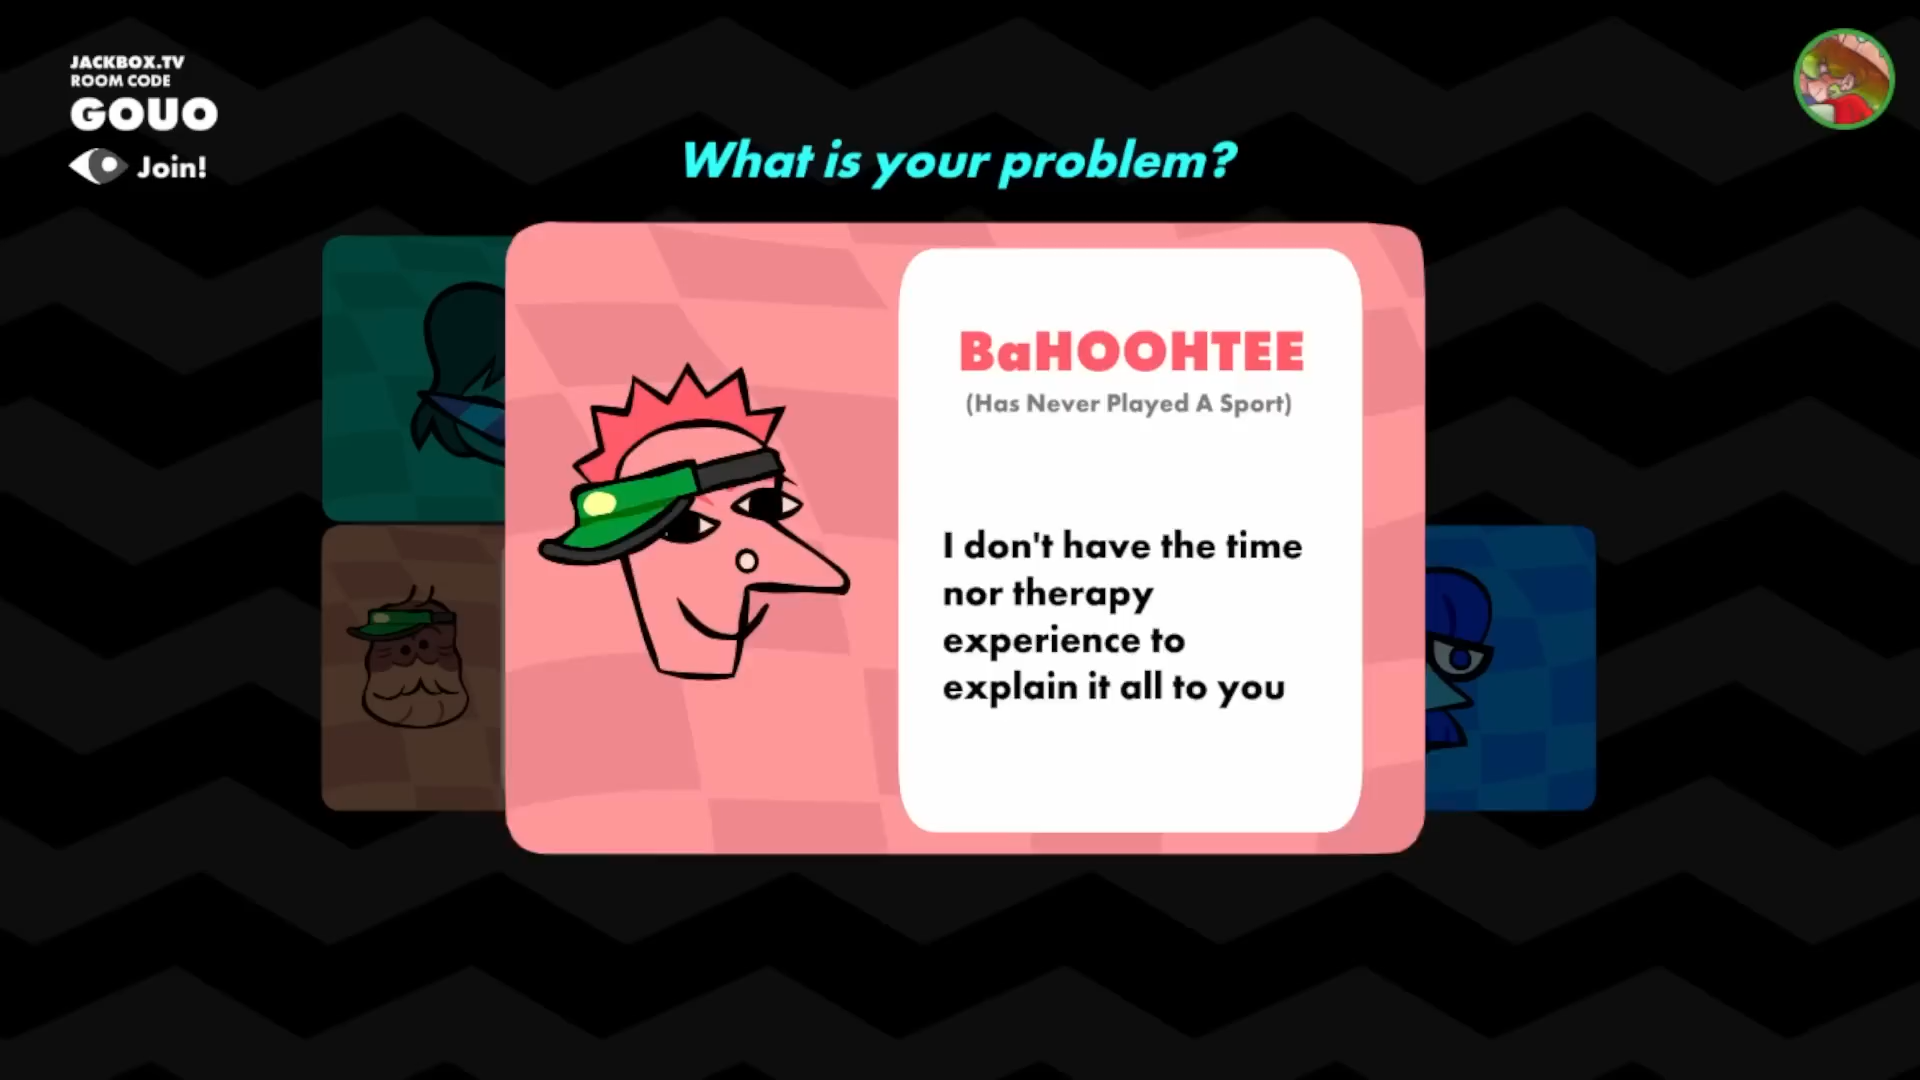 JACKBOX.TV
ROOM CODE
GOUO
Join!
What is your problem?
BaHOOHTEE
(Has Never Played A Sport)
I don't have the time
nor therapy
experience to
explain it all to you